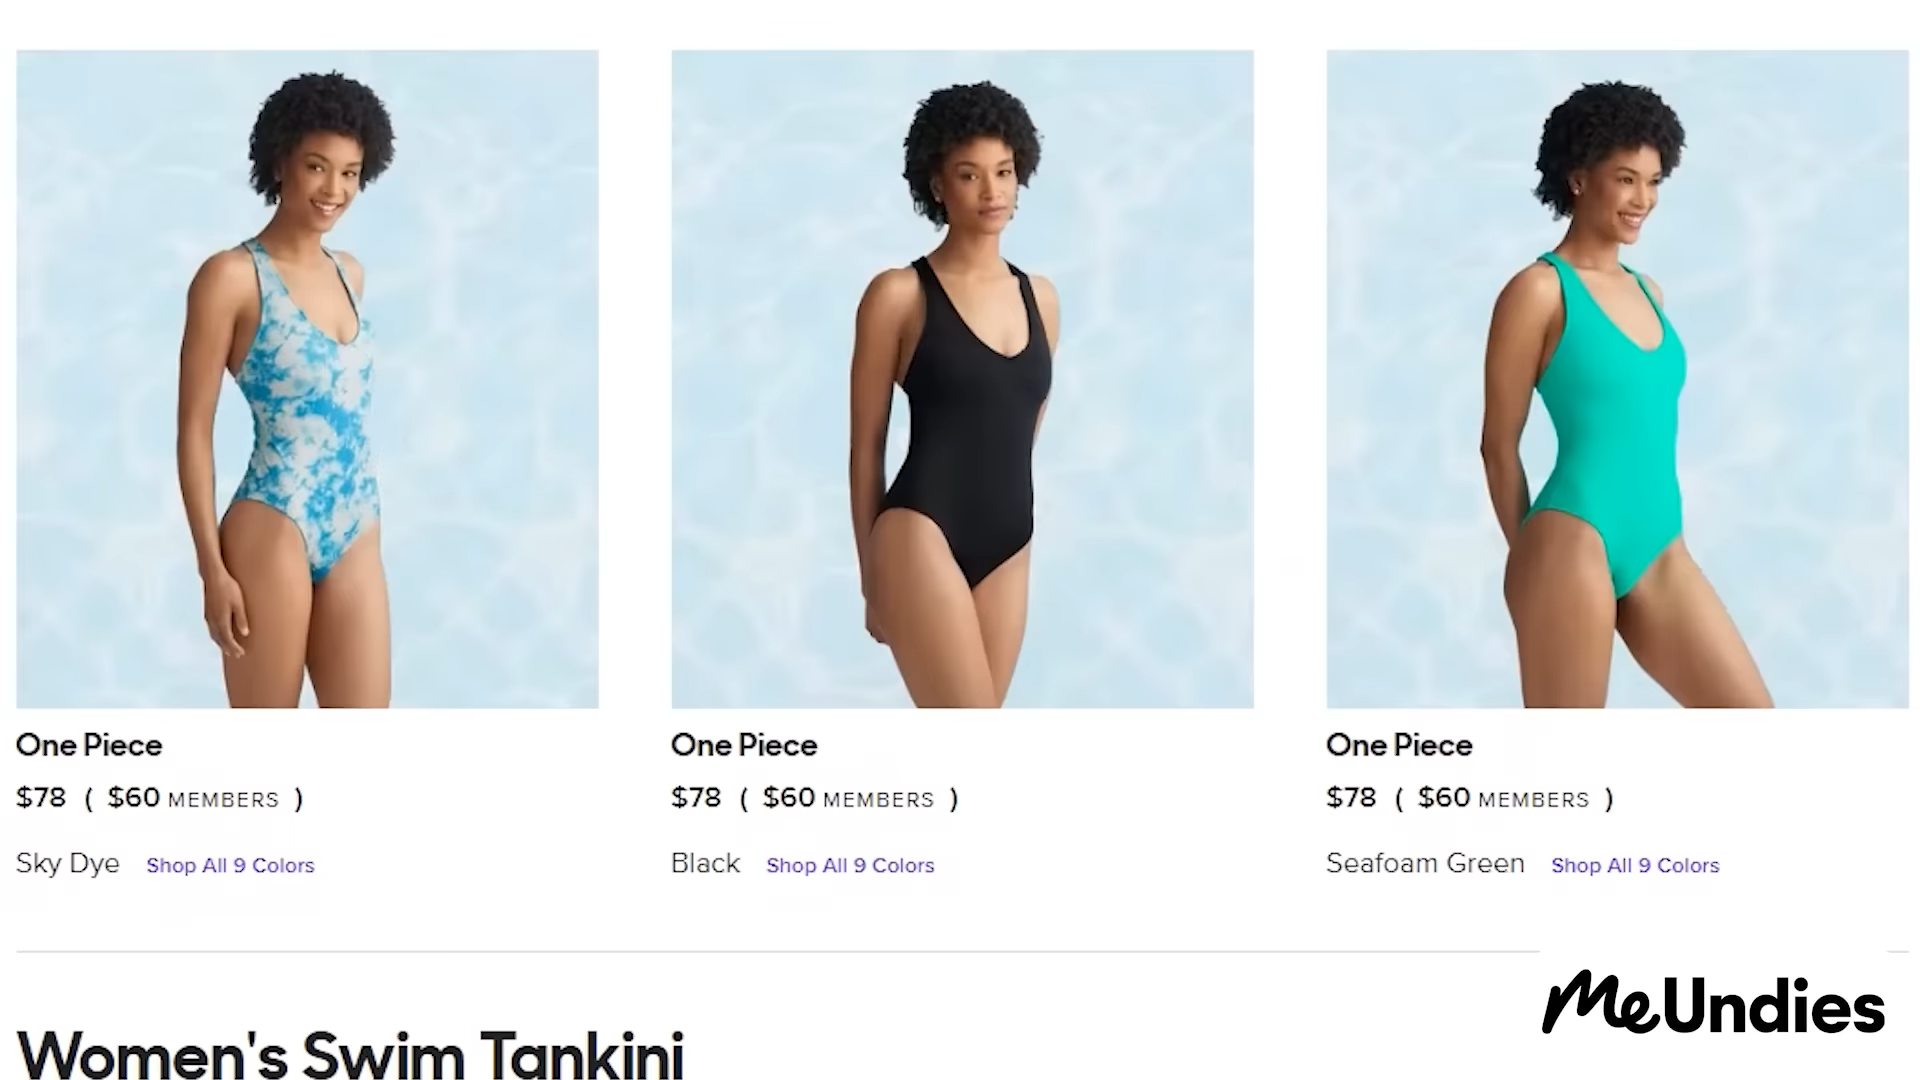 One Piece
$78 ( $60 MEMBERS )
Sky Dye Shop All 9 Colors
One Piece
$78 ( $60 MEMBERS )
Black Shop All 9 Colors
One Piece
$78 ( $60 MEMBERS )
Seafoam Green Shop All 9 Colors
MeUndies
Women's Swim Tankini